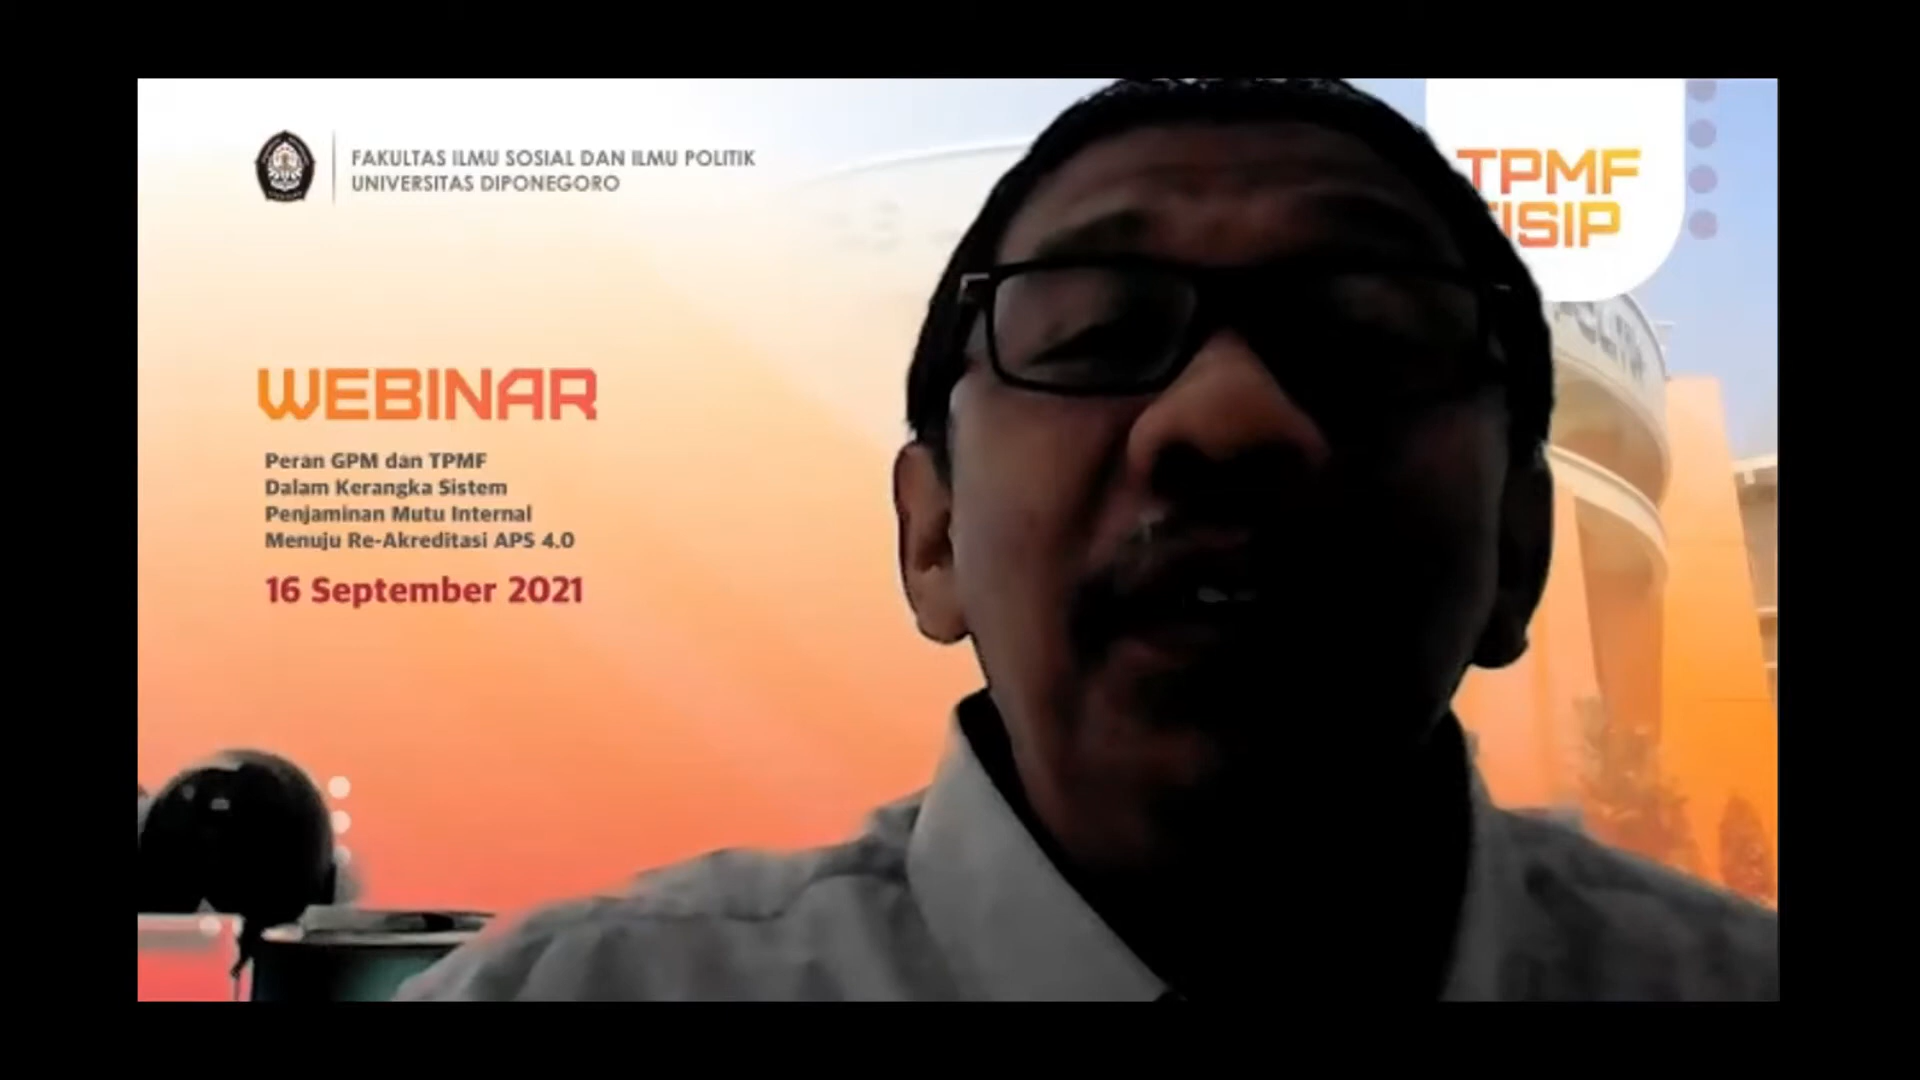 FAKULTAS ILMU SOSIAL DAN ILMU POLITIK
UNIVERSITAS DIPONEGORO
TPMF
WEBINAR
Peran GPM dan TPMF
Dalam Kerangka Sistem
Penjaminan Mutu Internal
Menuju Re-Akreditasi APS 4.0
16 September 2021